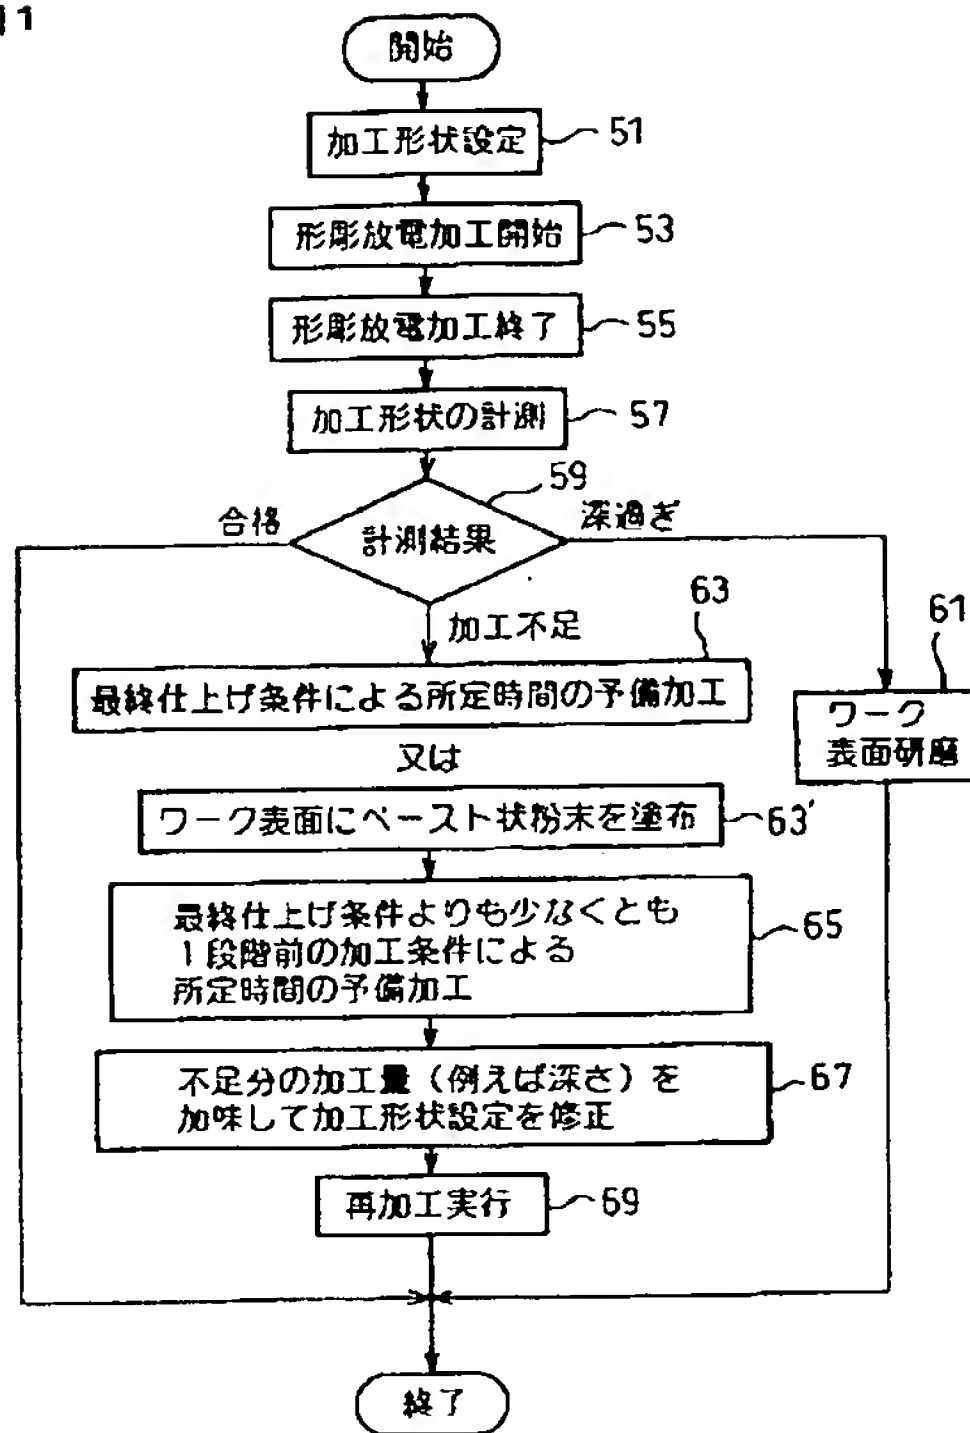 1
開始
加工形状設定
51
形彫放電加工開始
53
形彫放電加工終了
55
加工形状の計測
57
59
合格
計測結果
深過ぎ
加工不足
63
61
最終仕上げ条件による所定時間の予備加工
ワーク
表面研磨
又は
ワーク表面にペースト状粉末を塗布
63'
最終仕上げ条件よりも少なくとも
1段階前の加工条件による
所定時間の予備加工
65
不足分の加工量(例えば深さ)を
加味して加工形状設定を修正
67
再加工実行
69
終了